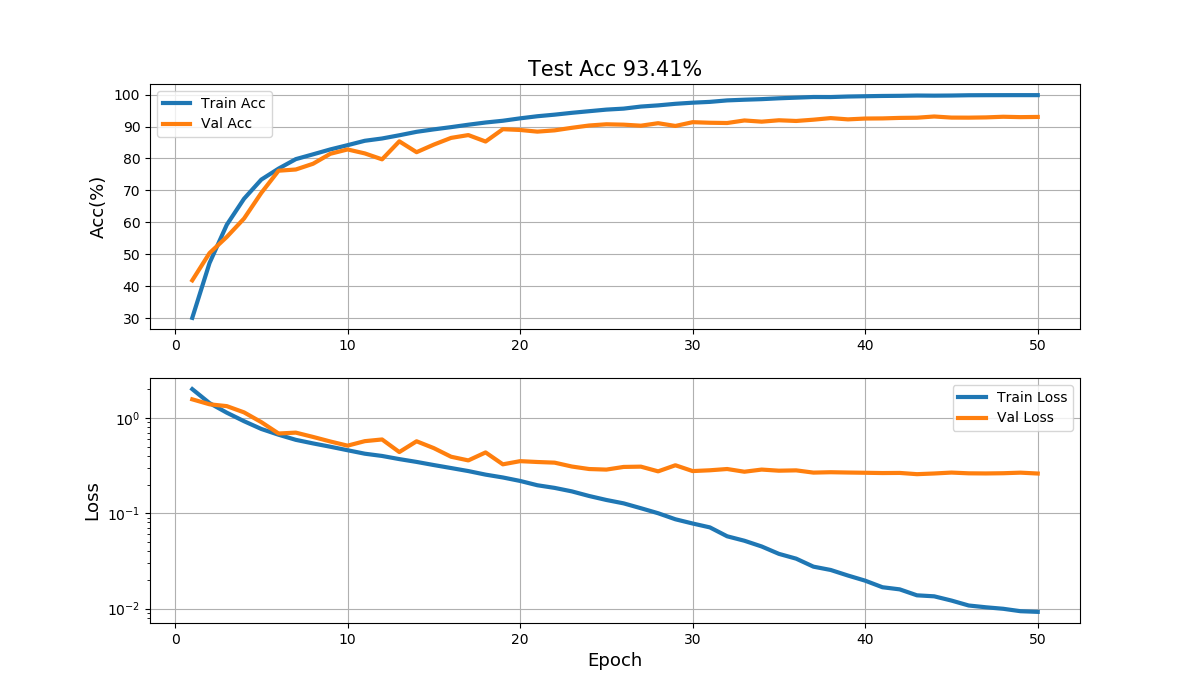 Test Acc 93.41%
Train Acc
Val Acc
Acc(%)
100
90
80
70
60
50
40
30
0 10 20 30 40 50
Train Loss
Val Loss
Loss
10⁰
10⁻¹
10⁻²
0 10 20 30 40 50
Epoch